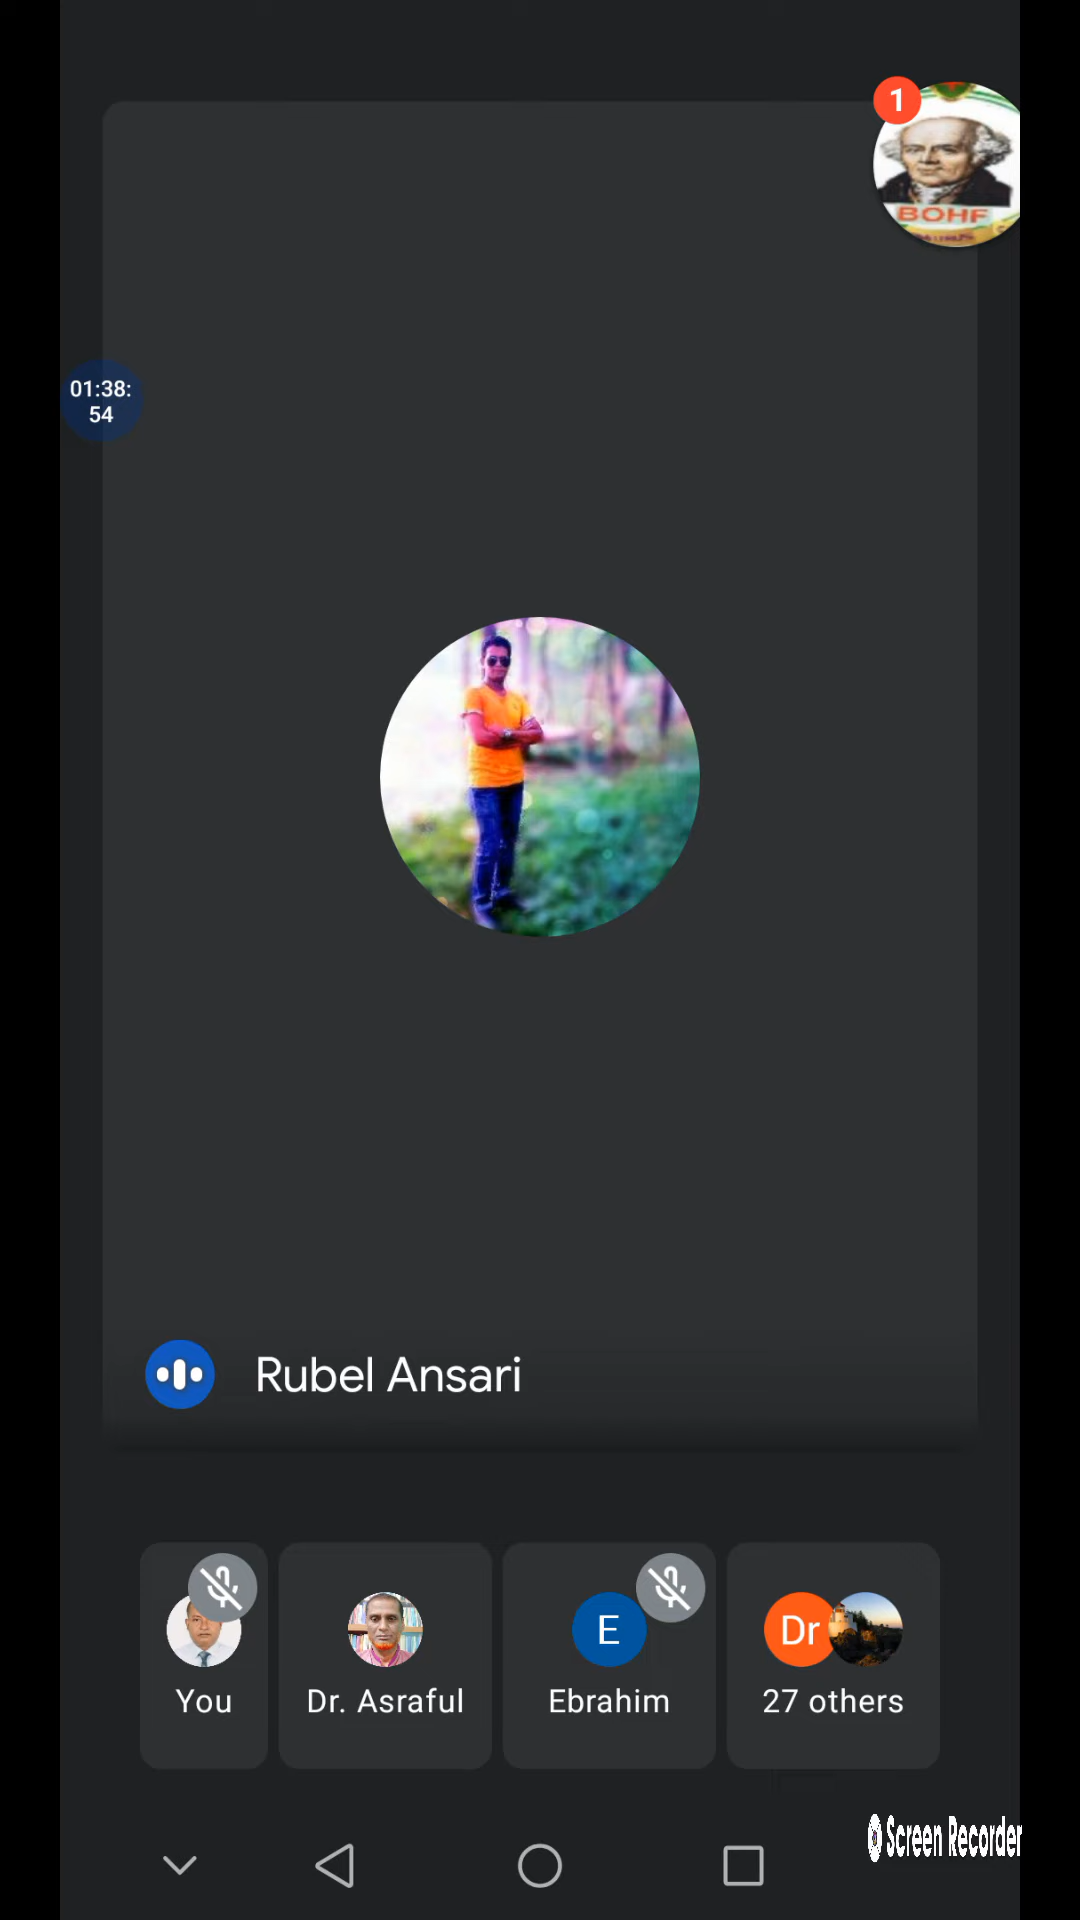 1
BOHF
01:38:
54
Rubel Ansari
E
Dr
You
Dr. Asraful
Ebrahim
27 others
Screen Recorder